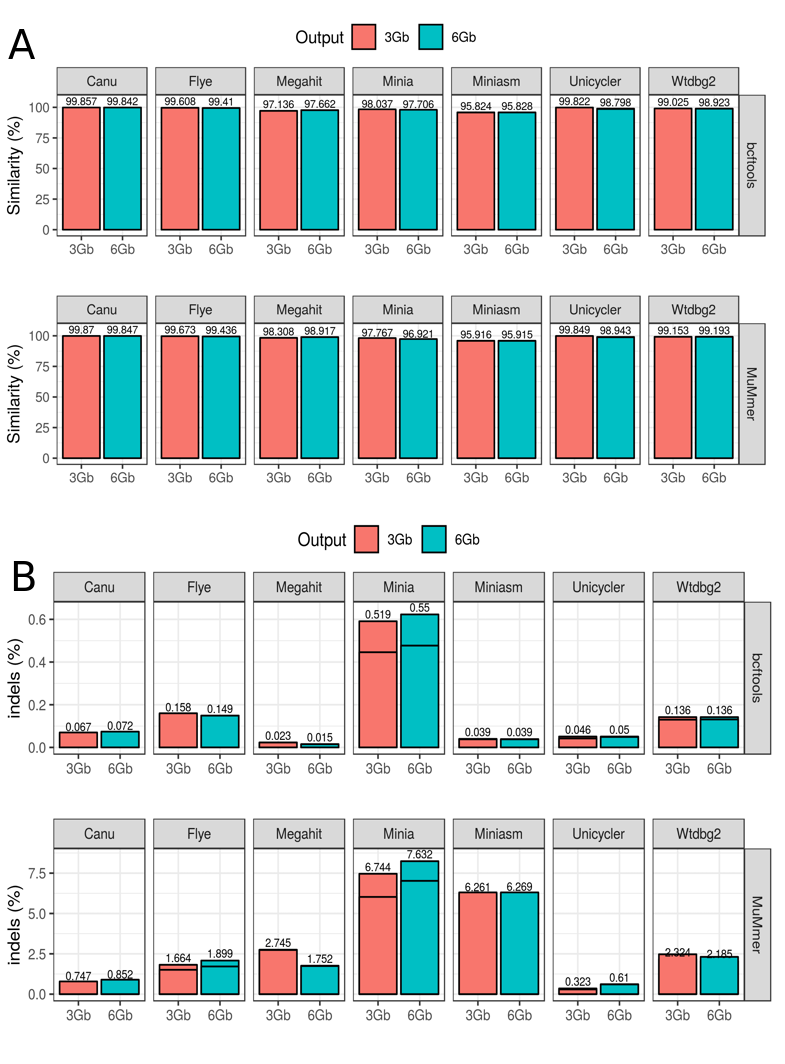 A
Output 3Gb 6Gb
Canu Flye Megahit Minia Miniasm Unicycler Wtdbg2
99.857 99.842 99.608 99.41 97.136 97.662 98.037 97.706 95.824 95.828 99.822 98.798 99.025 98.923
100
75
50
25
0
Similarity (%)
bcftools
3Gb 6Gb 3Gb 6Gb 3Gb 6Gb 3Gb 6Gb 3Gb 6Gb 3Gb 6Gb 3Gb 6Gb
Canu Flye Megahit Minia Miniasm Unicycler Wtdbg2
99.87 99.847 99.673 99.436 98.308 98.917 97.767 96.921 95.916 95.915 99.849 98.943 99.153 99.193
100
75
50
25
0
Similarity (%)
MuMmer
3Gb 6Gb 3Gb 6Gb 3Gb 6Gb 3Gb 6Gb 3Gb 6Gb 3Gb 6Gb 3Gb 6Gb
Output 3Gb 6Gb
B
Canu Flye Megahit Minia Miniasm Unicycler Wtdbg2
0.067 0.072 0.158 0.149 0.023 0.015 0.519 0.55 0.039 0.039 0.046 0.05 0.136 0.136
0.6
0.4
0.2
0.0
indels (%)
bcftools
3Gb 6Gb 3Gb 6Gb 3Gb 6Gb 3Gb 6Gb 3Gb 6Gb 3Gb 6Gb 3Gb 6Gb
Canu Flye Megahit Minia Miniasm Unicycler Wtdbg2
0.747 0.852 1.664 1.899 2.745 1.752 6.744 7.632 6.261 6.269 0.323 0.61 2.324 2.185
7.5
5.0
2.5
0.0
indels (%)
MuMmer
3Gb 6Gb 3Gb 6Gb 3Gb 6Gb 3Gb 6Gb 3Gb 6Gb 3Gb 6Gb 3Gb 6Gb